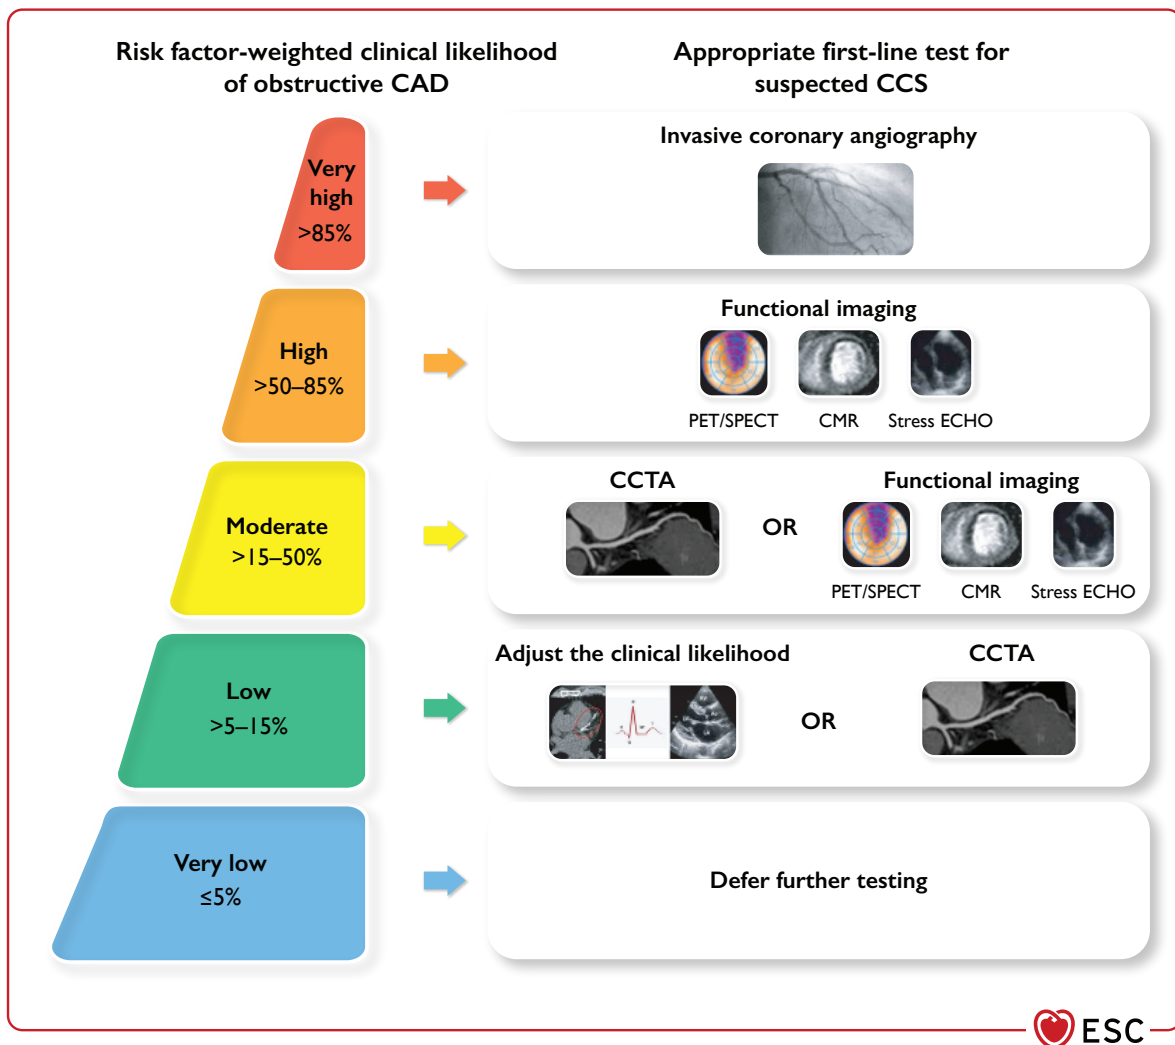 Risk factor-weighted clinical likelihood
of obstructive CAD
Appropriate first-line test for
suspected CCS
Very
high
>85%
Invasive coronary angiography
High
>50–85%
Functional imaging
PET/SPECT CMR Stress ECHO
Moderate
>15–50%
CCTA
OR
Functional imaging
PET/SPECT CMR Stress ECHO
Low
>5–15%
Adjust the clinical likelihood
OR
CCTA
Very low
≤5%
Defer further testing
ESC